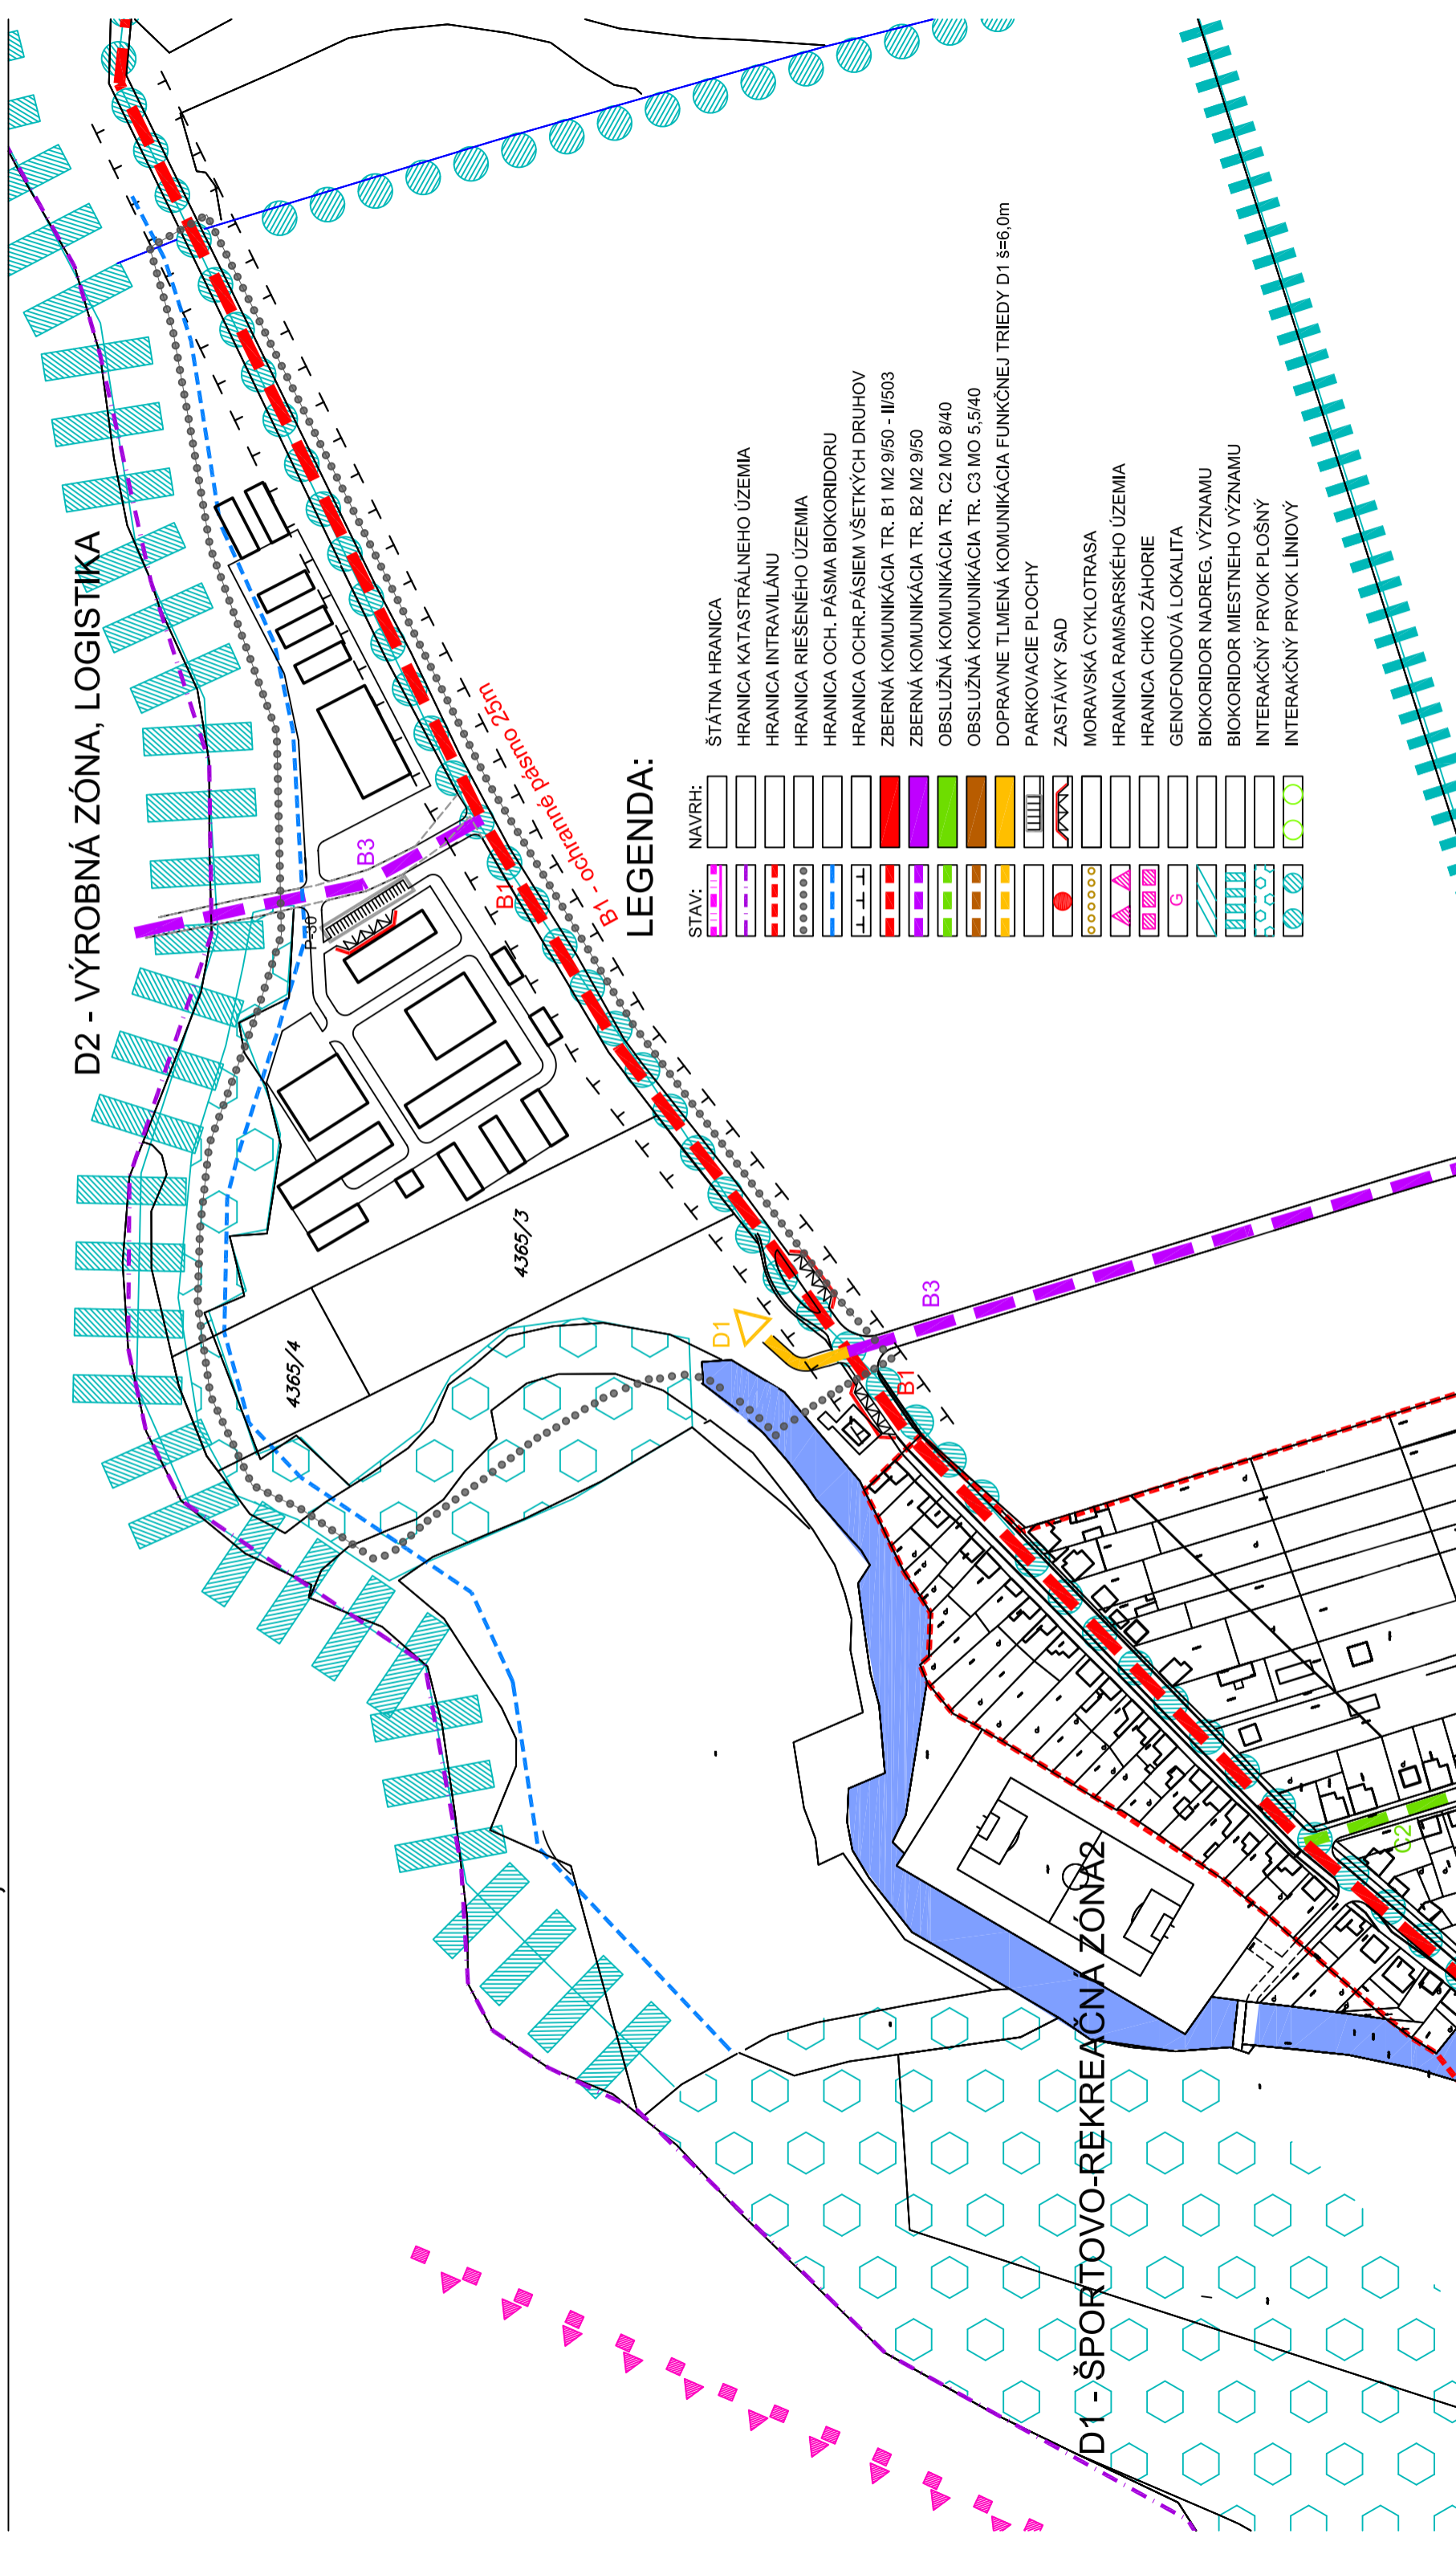 D2 - VÝROBNÁ ZÓNA, LOGISTIKA
B3
P-30
B1
B1 - ochranné pásmo 25m
4365/3
4365/4
D1
B3
B1
C2
D1 - ŠPORTOVO-REKREAČNÁ ZÓNA2
LEGENDA:
STAV: NAVRH:
ŠTÁTNA HRANICA
HRANICA KATASTRÁLNEHO ÚZEMIA
HRANICA INTRAVILÁNU
HRANICA RIEŠENÉHO ÚZEMIA
HRANICA OCH. PÁSMA BIOKORIDORU
HRANICA OCHR.PÁSIEM VŠETKÝCH DRUHOV
ZBERNÁ KOMUNIKÁCIA TR. B1 M2 9/50 - II/503
ZBERNÁ KOMUNIKÁCIA TR. B2 M2 9/50
OBSLUŽNÁ KOMUNIKÁCIA TR. C2 MO 8/40
OBSLUŽNÁ KOMUNIKÁCIA TR. C3 MO 5,5/40
DOPRAVNE TLMENÁ KOMUNIKÁCIA FUNKČNEJ TRIEDY D1 š=6,0m
PARKOVACIE PLOCHY
ZASTÁVKY SAD
MORAVSKÁ CYKLOTRASA
HRANICA RAMSARSKÉHO ÚZEMIA
HRANICA CHKO ZÁHORIE
G GENOFONDOVÁ LOKALITA
BIOKORIDOR NADREG. VÝZNAMU
BIOKORIDOR MIESTNEHO VÝZNAMU
INTERAKČNÝ PRVOK PLOŠNÝ
INTERAKČNÝ PRVOK LÍNIOVÝ